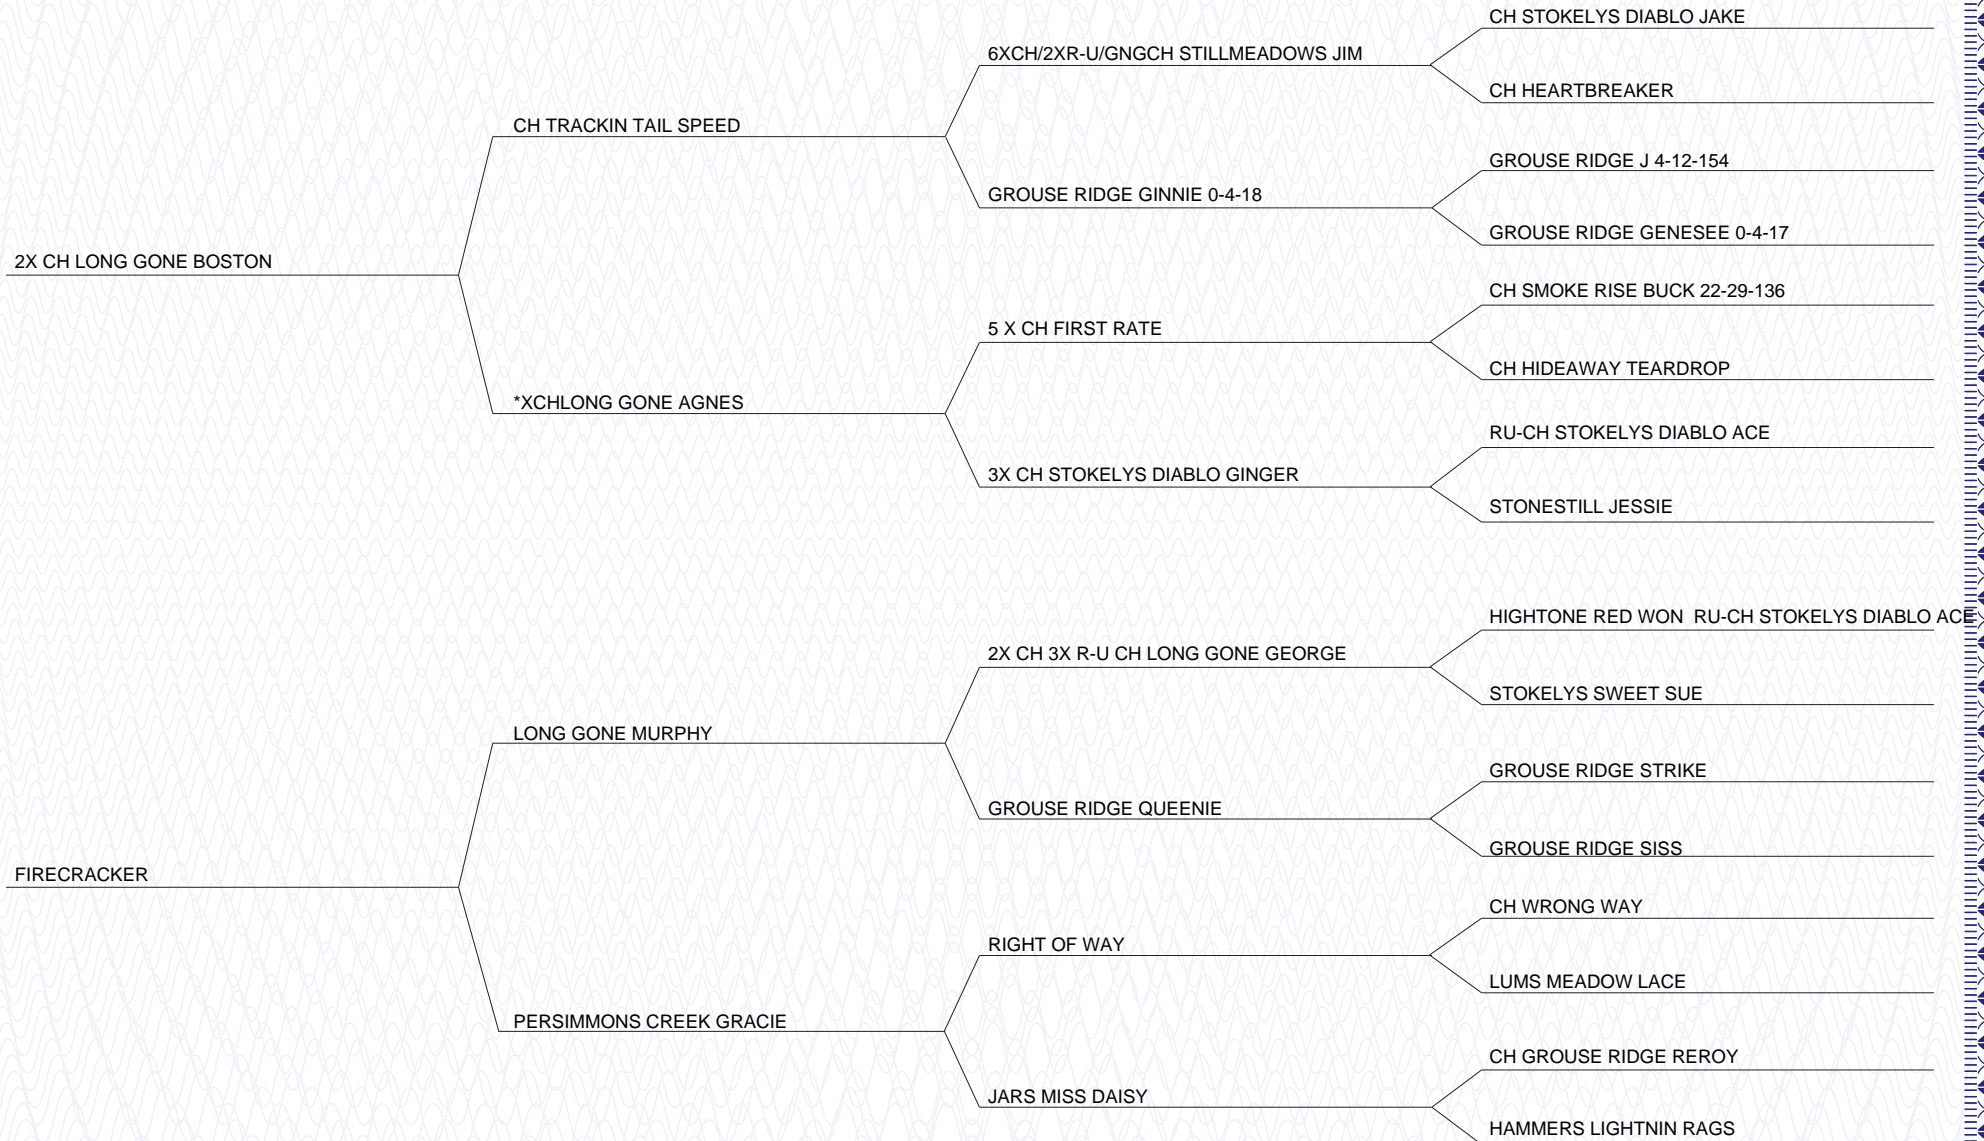 CH STOKELYS DIABLO JAKE
6XCH/2XR-U/GNGCH STILLMEADOWS JIM
CH HEARTBREAKER
CH TRACKIN TAIL SPEED
GROUSE RIDGE J 4-12-154
GROUSE RIDGE GINNIE 0-4-18
GROUSE RIDGE GENESEE 0-4-17
2X CH LONG GONE BOSTON
CH SMOKE RISE BUCK 22-29-136
5 X CH FIRST RATE
CH HIDEAWAY TEARDROP
*XCHLONG GONE AGNES
RU-CH STOKELYS DIABLO ACE
3X CH STOKELYS DIABLO GINGER
STONESTILL JESSIE
HIGHTONE RED WON  RU-CH STOKELYS DIABLO ACE
2X CH 3X R-U CH LONG GONE GEORGE
STOKELYS SWEET SUE
LONG GONE MURPHY
GROUSE RIDGE STRIKE
GROUSE RIDGE QUEENIE
GROUSE RIDGE SISS
FIRECRACKER
CH WRONG WAY
RIGHT OF WAY
LUMS MEADOW LACE
PERSIMMONS CREEK GRACIE
CH GROUSE RIDGE REROY
JARS MISS DAISY
HAMMERS LIGHTNIN RAGS